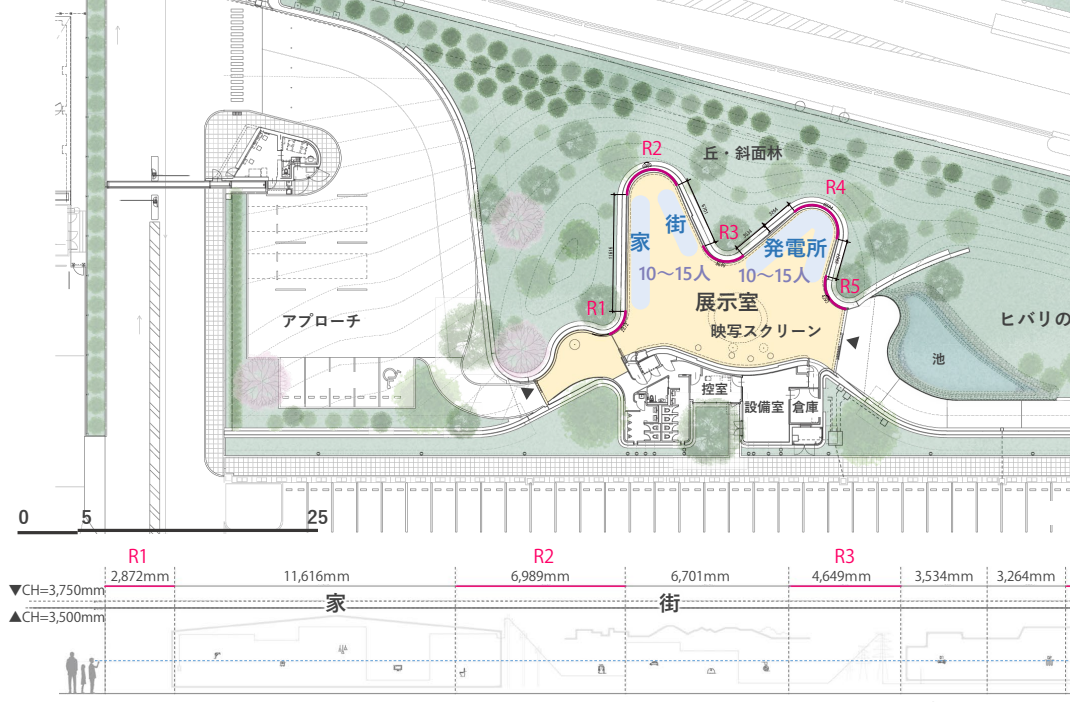 R2
丘・斜面林
R4
街
R3
家
発電所
10～15人
10～15人
R5
展示室
R1
ヒバリの
アプローチ
映写スクリーン
池
控室
設備室
倉庫
0
5
25
R1
R2
R3
2,872mm
11,616mm
6,989mm
6,701mm
4,649mm
3,534mm
3,264mm
▼CH=3,750mm
家
街
▲CH=3,500mm